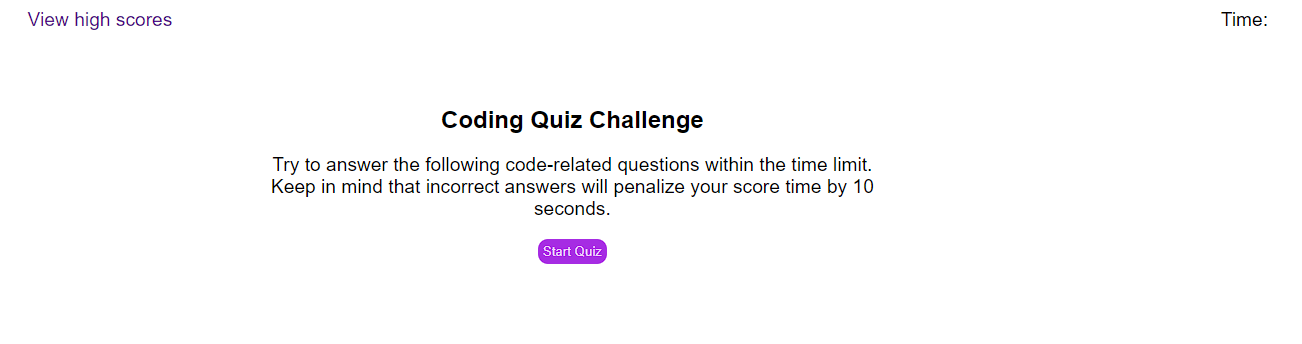 View high scores
Time:
Coding Quiz Challenge
Try to answer the following code-related questions within the time limit.
Keep in mind that incorrect answers will penalize your score time by 10
seconds.
Start Quiz